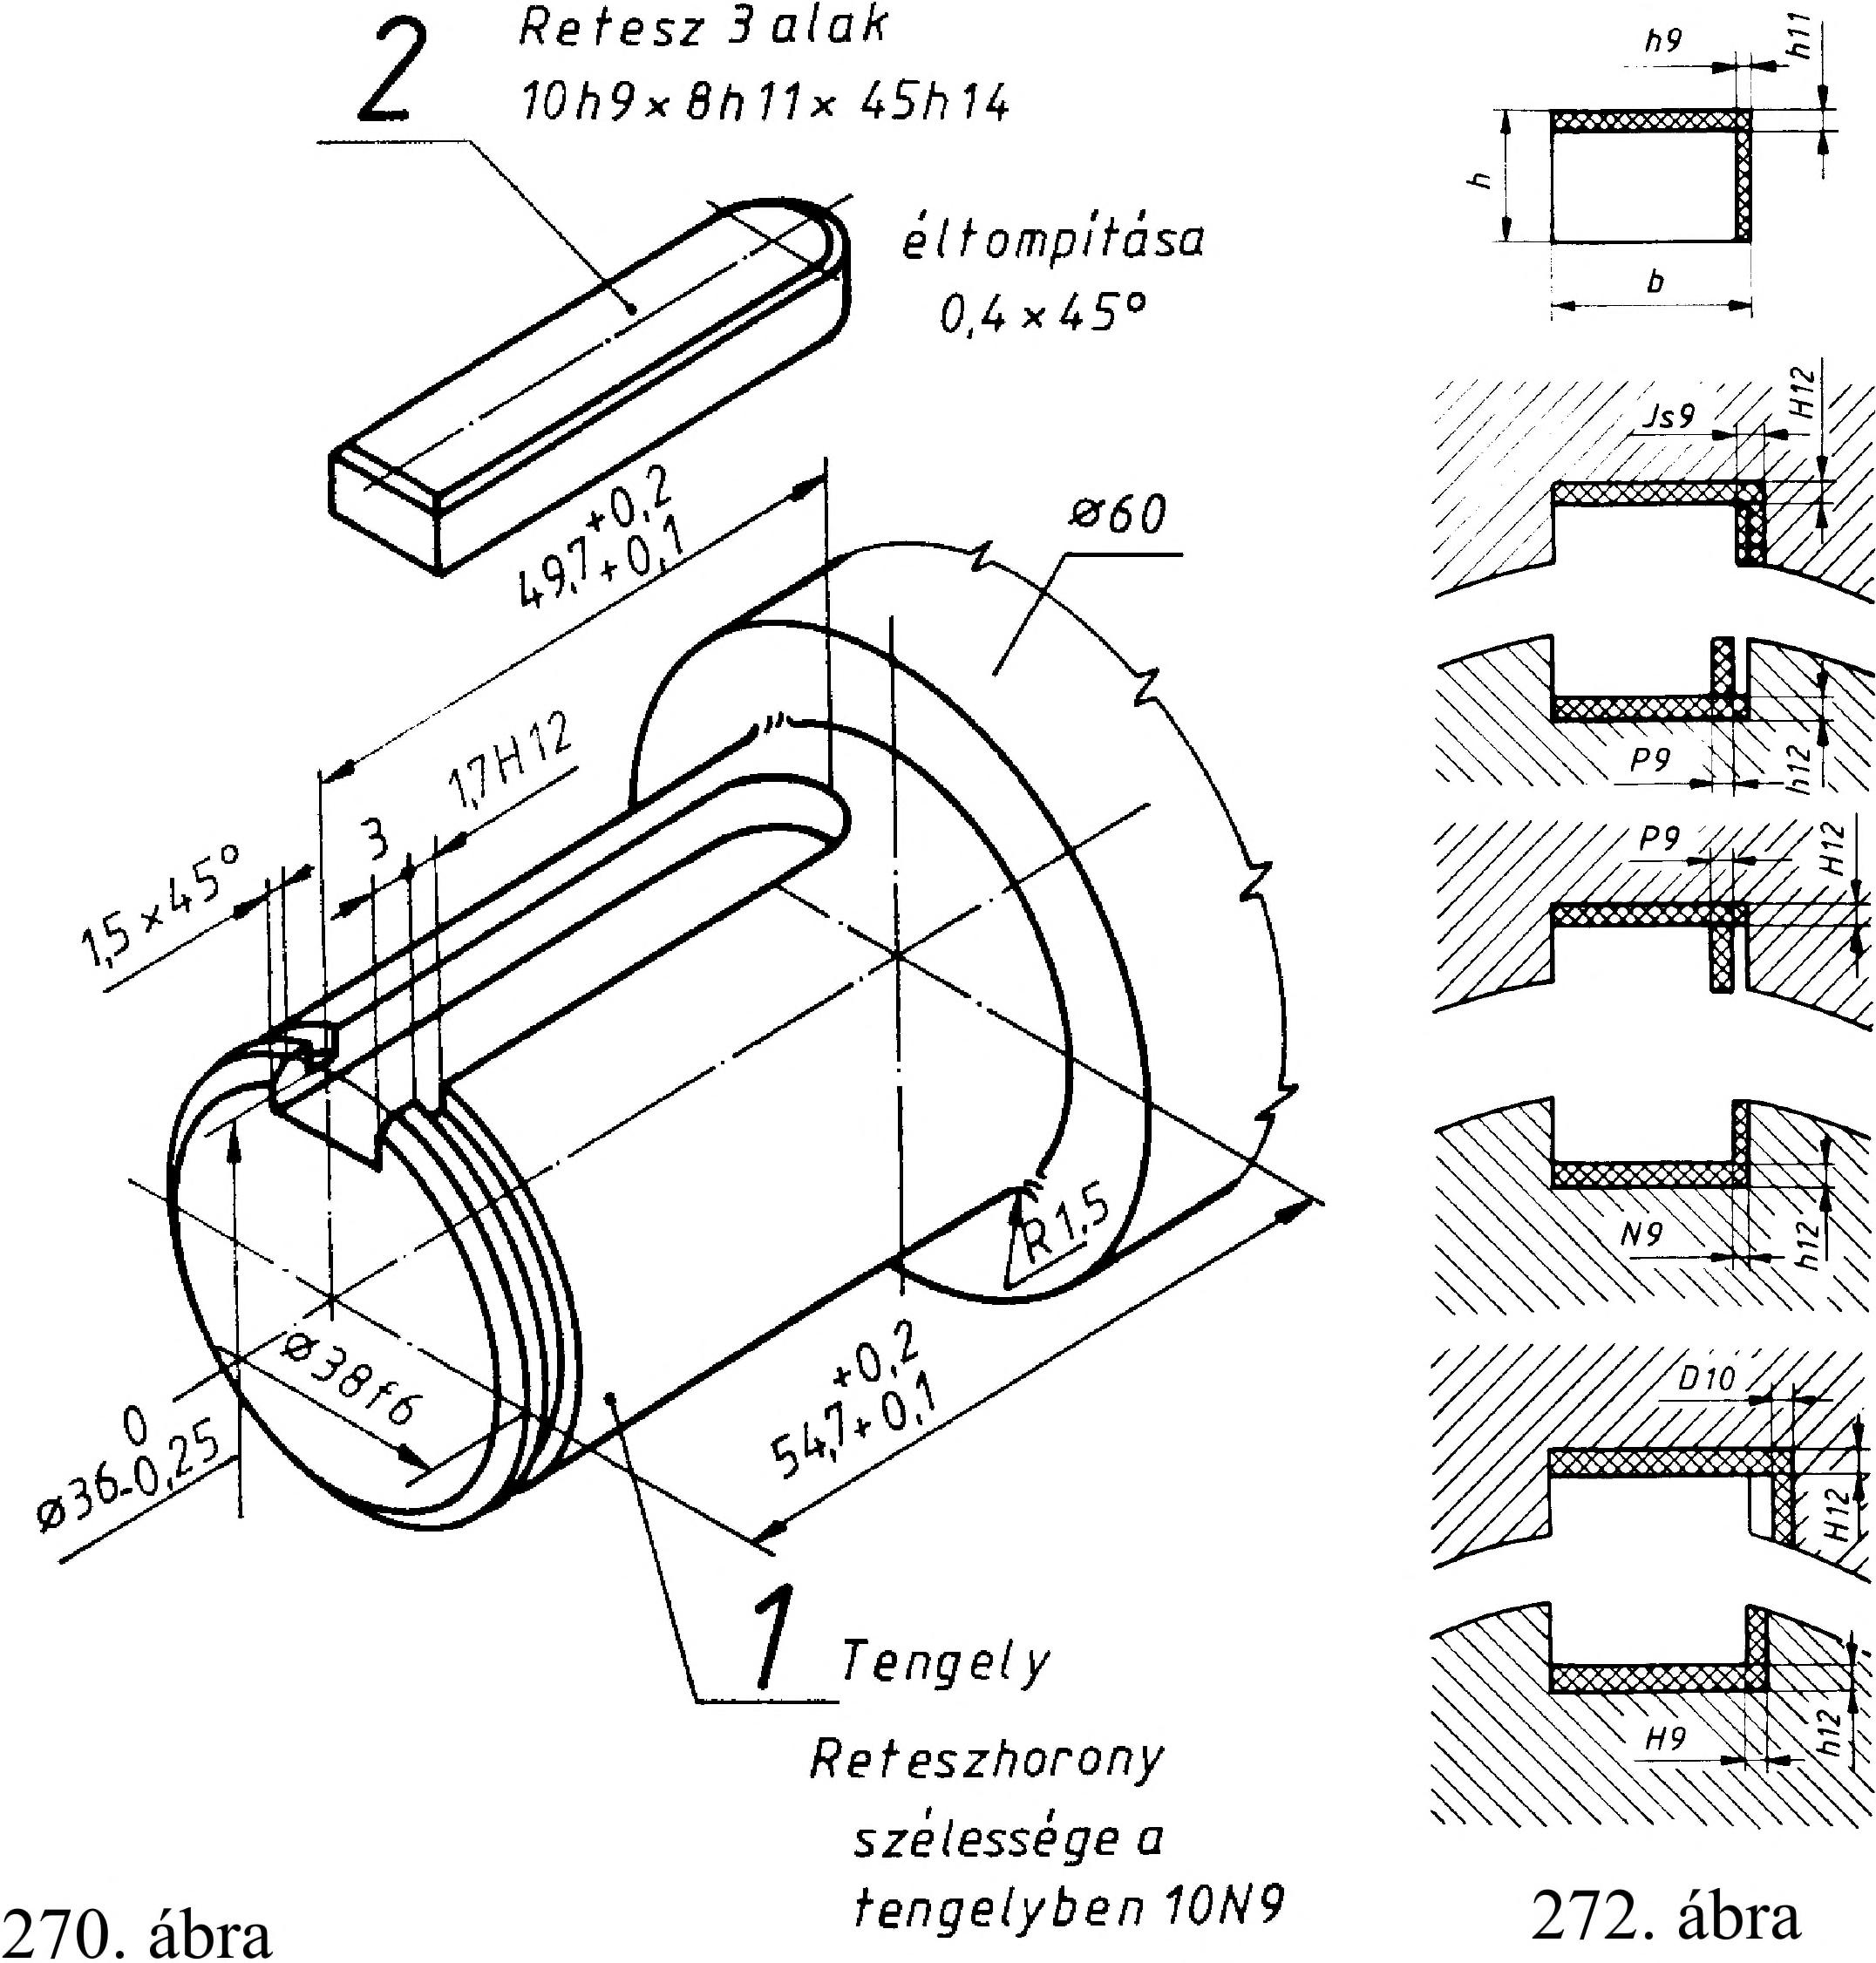 2
Retesz 3 alak
10h9 × 8h11 × 45h14
éltompítása
0,4 × 45°
49,7 +0,2 +0,1
ø60
1,7H12
3
1,5 × 45°
R1,5
ø38f6
ø36 0 -0,25
54,7 +0,2 +0,1
1
Tengely
Reteszhorony
szélessége a
tengelyben 10N9
270. ábra
h9
h11
h
b
Js9
H12
P9
h12
P9
H12
N9
h12
D10
H12
H9
h12
272. ábra